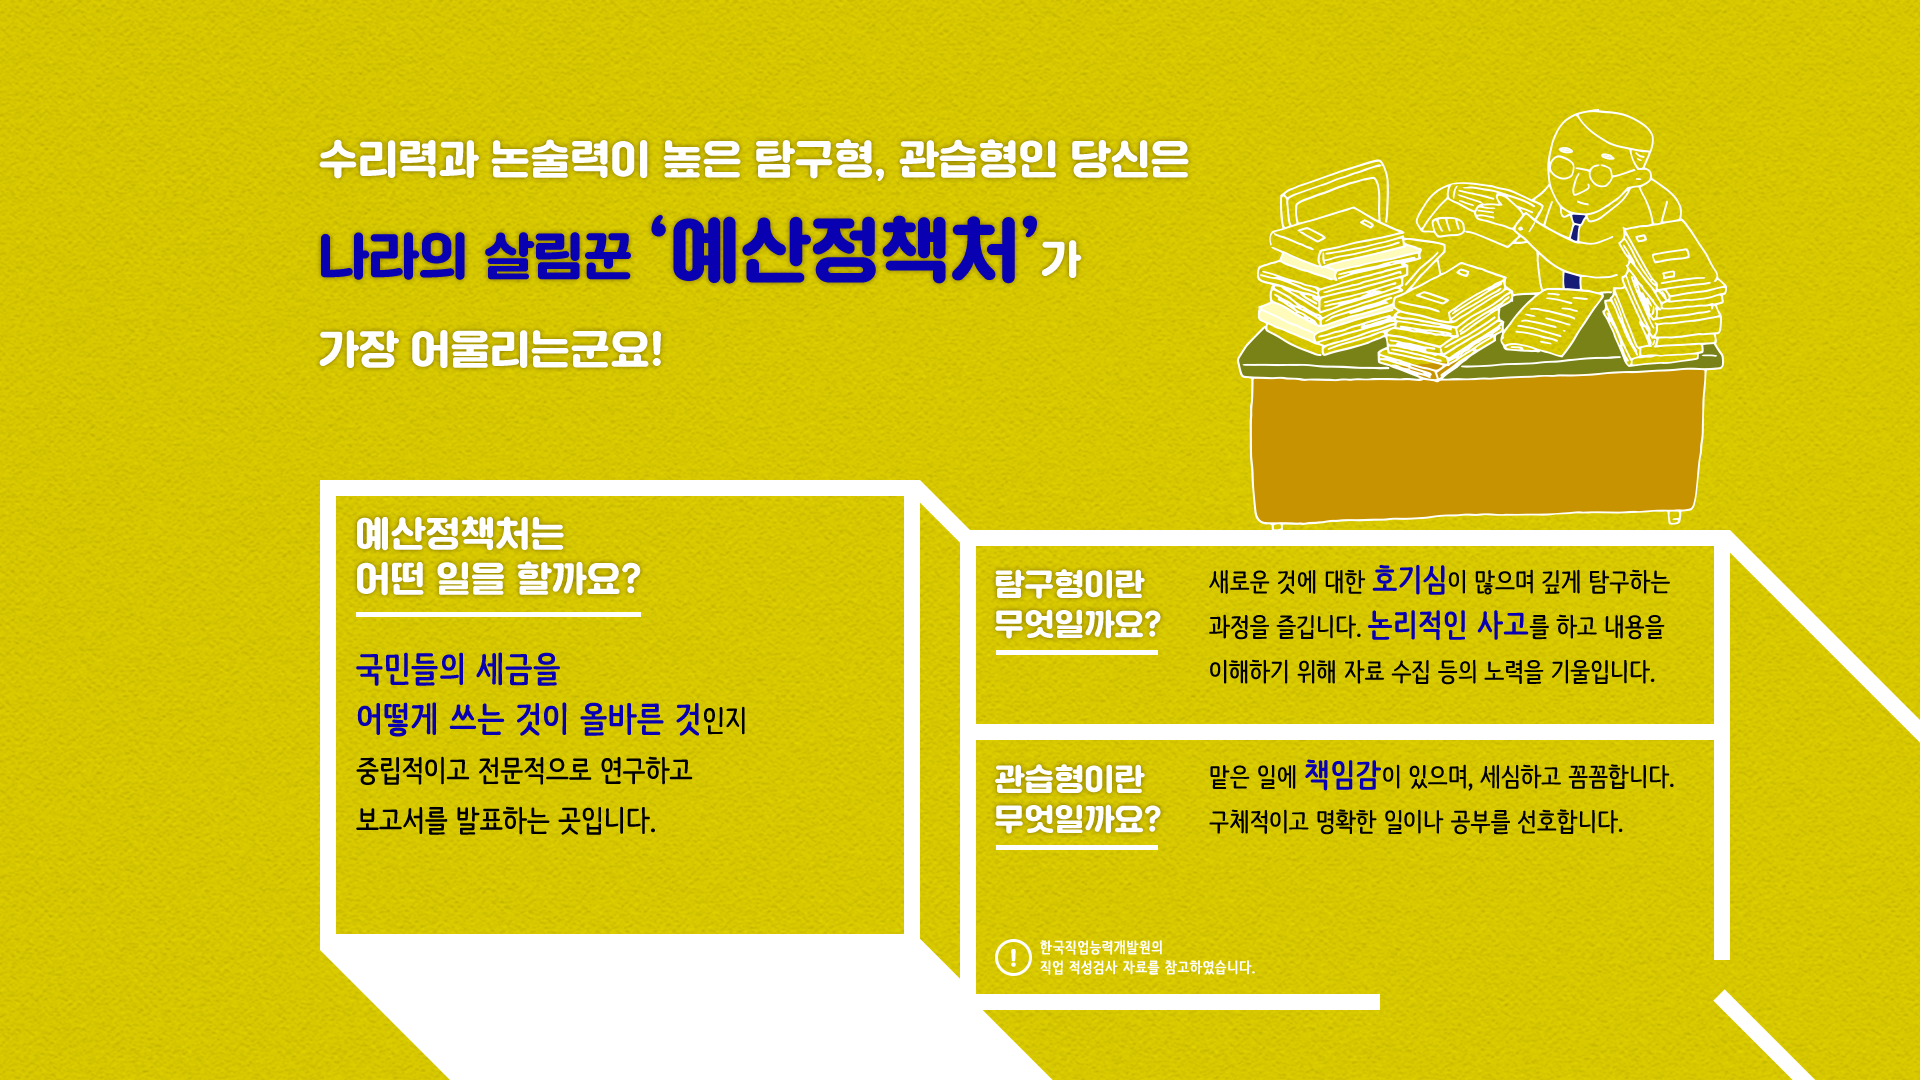 수리력과 논술력이 높은 탐구형, 관습형인 당신은
나라의 살림꾼 ‘예산정책처’가
가장 어울리는군요!
예산정책처는
어떤 일을 할까요?
국민들의 세금을
어떻게 쓰는 것이 올바른 것인지
중립적이고 전문적으로 연구하고
보고서를 발표하는 곳입니다.
탐구형이란
무엇일까요?
새로운 것에 대한 호기심이 많으며 깊게 탐구하는
과정을 즐깁니다. 논리적인 사고를 하고 내용을
이해하기 위해 자료 수집 등의 노력을 기울입니다.
관습형이란
무엇일까요?
맡은 일에 책임감이 있으며, 세심하고 꼼꼼합니다.
구체적이고 명확한 일이나 공부를 선호합니다.
한국직업능력개발원의
직업 적성검사 자료를 참고하였습니다.